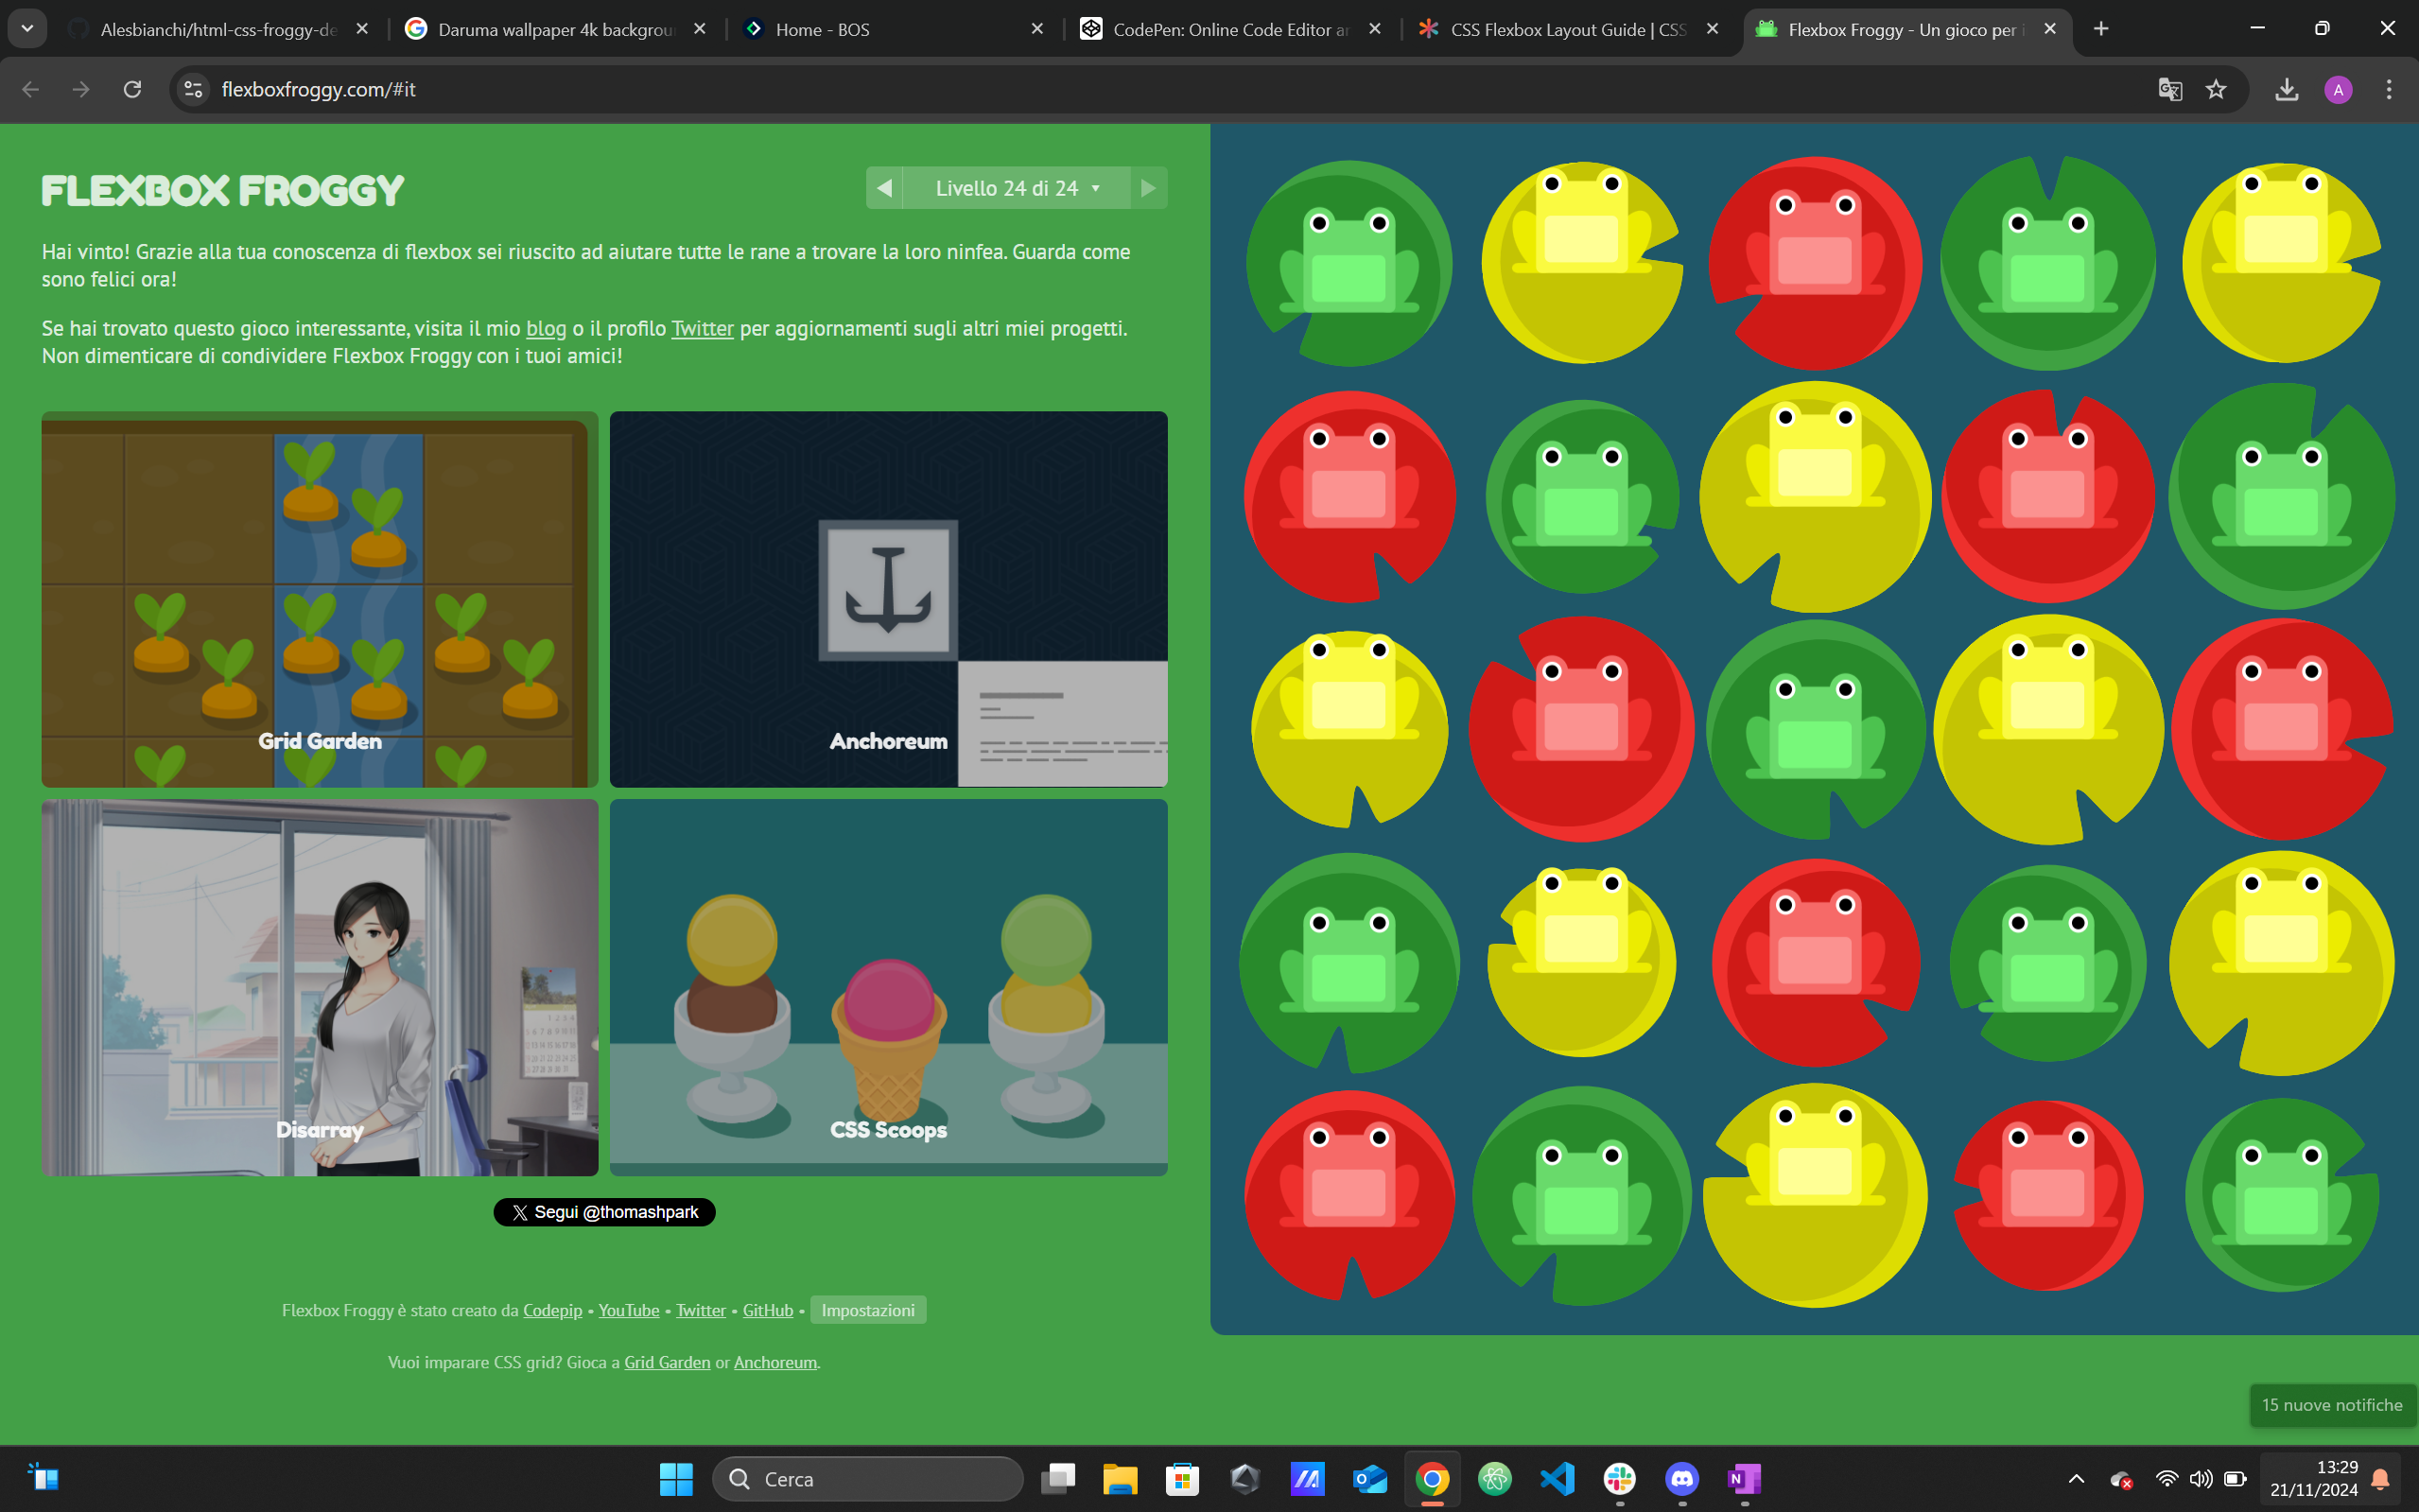 Alesbianchi/html-css-froggy-de
Daruma wallpaper 4k backgrou
Home - BOS
CodePen: Online Code Editor ar
CSS Flexbox Layout Guide | CSS
Flexbox Froggy - Un gioco per i
flexboxfroggy.com/#it
A
FLEXBOX FROGGY
Livello 24 di 24
Hai vinto! Grazie alla tua conoscenza di flexbox sei riuscito ad aiutare tutte le rane a trovare la loro ninfea. Guarda come
sono felici ora!
Se hai trovato questo gioco interessante, visita il mio blog o il profilo Twitter per aggiornamenti sugli altri miei progetti.
Non dimenticare di condividere Flexbox Froggy con i tuoi amici!
Grid Garden
Anchoreum
Disarray
CSS Scoops
Segui @thomashpark
Flexbox Froggy è stato creato da Codepip • YouTube • Twitter • GitHub • Impostazioni
Vuoi imparare CSS grid? Gioca a Grid Garden or Anchoreum.
15 nuove notifiche
Cerca
13:29
21/11/2024